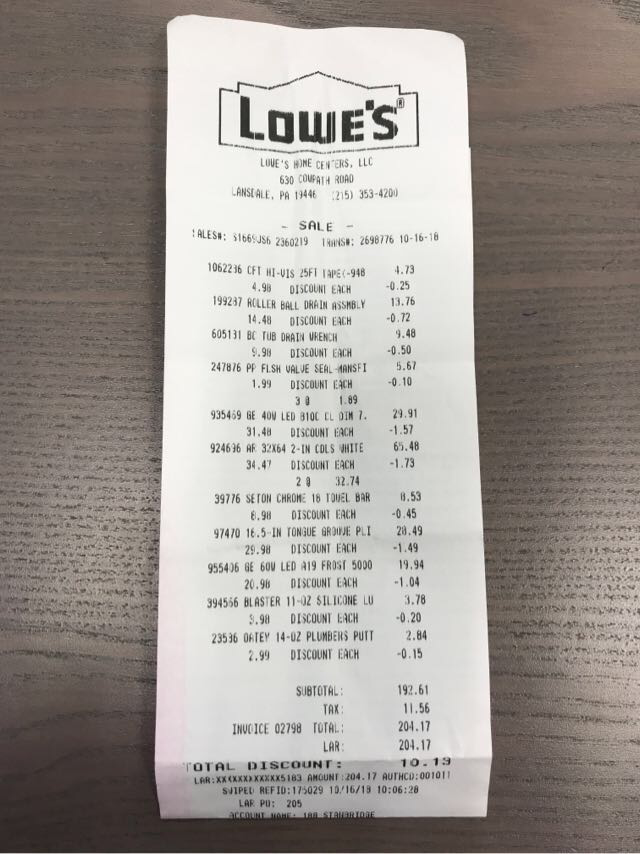 LOWE'S®
LOWE'S HOME CENTERS, LLC
630 COWPATH ROAD
LANSDALE, PA 19446 (215) 353-4200
- SALE -
SALES#: S1669JS6 2360219 TRANS#: 2698776 10-16-18
1062236 CFT HI-VIS 25FT TAPE(-948 4.73
4.98 DISCOUNT EACH -0.25
199287 ROLLER BALL DRAIN ASSMBLY 13.76
14.48 DISCOUNT EACH -0.72
605131 BC TUB DRAIN WRENCH 9.48
9.98 DISCOUNT EACH -0.50
247876 PP FLSH VALVE SEAL-MANSFI 5.67
1.99 DISCOUNT EACH -0.10
3 @ 1.89
935469 GE 40W LED B10C CL DIM 7. 29.91
31.48 DISCOUNT EACH -1.57
924696 AR 32X64 2-IN CDLS WHITE 65.48
34.47 DISCOUNT EACH -1.73
2 @ 32.74
39776 SETON CHROME 18 TOWEL BAR 8.53
8.98 DISCOUNT EACH -0.45
97470 16.5-IN TONGUE GROOVE PLI 28.49
29.98 DISCOUNT EACH -1.49
955406 GE 60W LED A19 FROST 5000 19.94
20.98 DISCOUNT EACH -1.04
394566 BLASTER 11-OZ SILICONE LU 3.78
3.98 DISCOUNT EACH -0.20
23536 OATEY 14-OZ PLUMBERS PUTT 2.84
2.99 DISCOUNT EACH -0.15
SUBTOTAL: 192.61
TAX: 11.56
INVOICE 02798 TOTAL: 204.17
LAR: 204.17
TOTAL DISCOUNT: 10.13
LAR:XXXXXXXXXXXX5183 AMOUNT:204.17 AUTHCD:001011
SWIPED REFID:175029 10/16/18 10:06:28
LAR PO: 205
ACCOUNT NAME: 188 STANBRIDGE